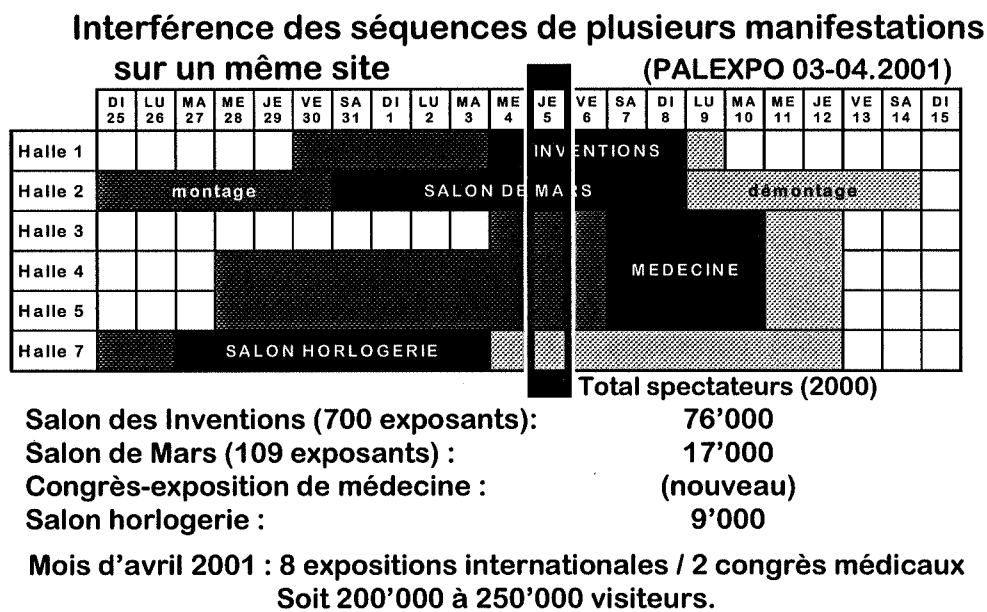 Interférence des séquences de plusieurs manifestations
sur un même site (PALEXPO 03-04.2001)
DI LU MA ME JE VE SA DI LU MA ME JE VE SA DI LU MA ME JE VE SA DI
25 26 27 28 29 30 31 1 2 3 4 5 6 7 8 9 10 11 12 13 14 15
Halle 1 INVENTIONS
Halle 2 montage SALON DE MARS démontage
Halle 3
Halle 4 MEDECINE
Halle 5
Halle 7 SALON HORLOGERIE
Total spectateurs (2000)
Salon des Inventions (700 exposants): 76’000
Salon de Mars (109 exposants) : 17’000
Congrès-exposition de médecine : (nouveau)
Salon horlogerie : 9’000
Mois d’avril 2001 : 8 expositions internationales / 2 congrès médicaux
Soit 200’000 à 250’000 visiteurs.